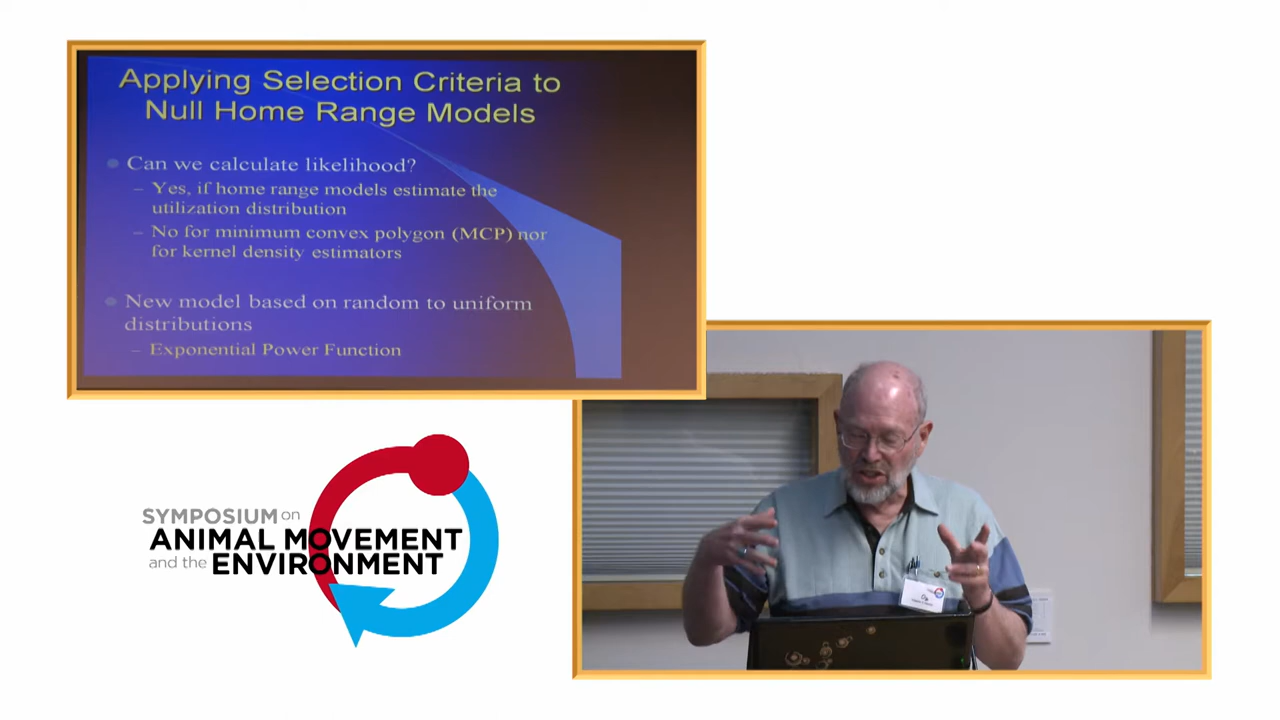 Applying Selection Criteria to
Null Home Range Models
Can we calculate likelihood?
– Yes, if home range models estimate the
utilization distribution
– No for minimum convex polygon (MCP) nor
for kernel density estimators
New model based on random to uniform
distributions
– Exponential Power Function
SYMPOSIUM on
ANIMAL MOVEMENT
and the ENVIRONMENT